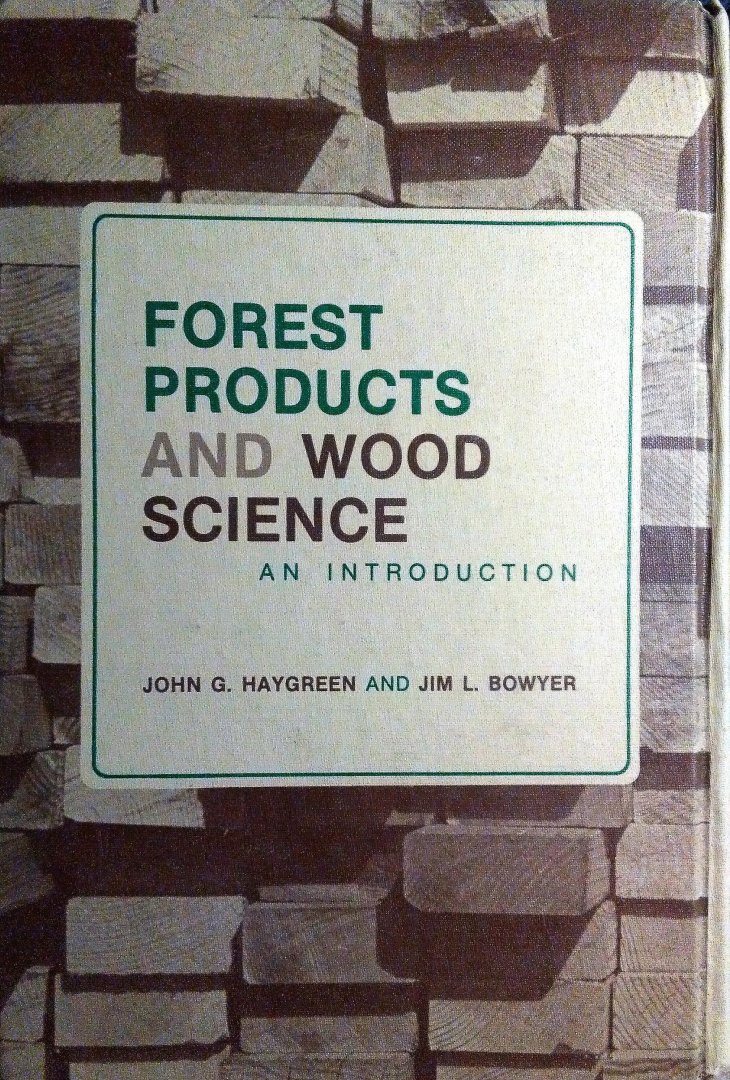 FOREST
PRODUCTS
AND WOOD
SCIENCE
AN INTRODUCTION
JOHN G. HAYGREEN AND JIM L. BOWYER